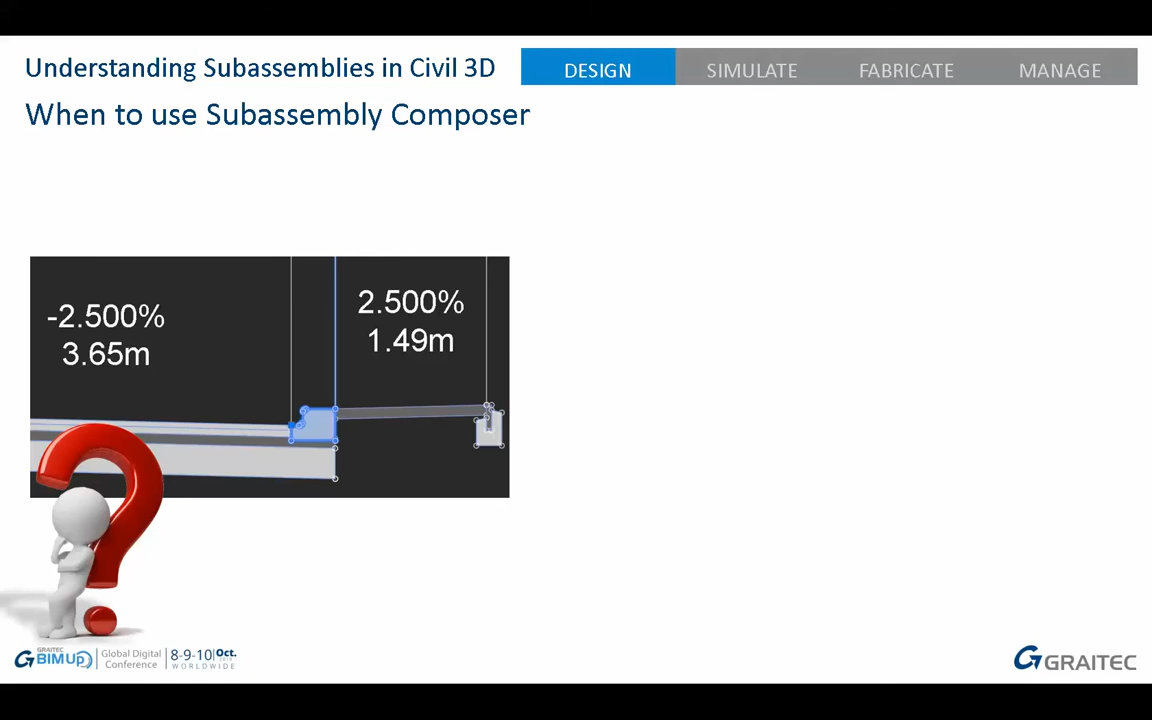 Understanding Subassemblies in Civil 3D
DESIGN
SIMULATE
FABRICATE
MANAGE
When to use Subassembly Composer
-2.500%
3.65m
2.500%
1.49m
GRAITEC
BIMUp
Global Digital
Conference
8-9-10 Oct.
WORLDWIDE
GRAITEC